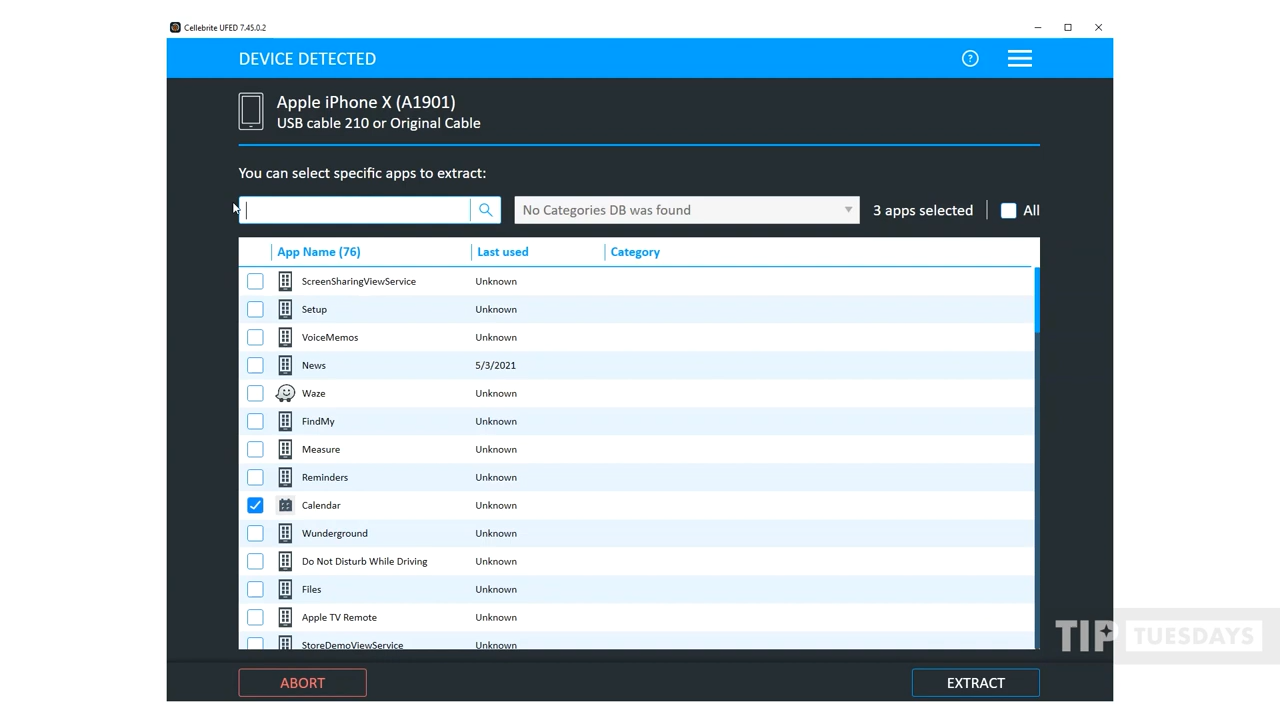 Cellebrite UFED 7.45.0.2
DEVICE DETECTED
?
Apple iPhone X (A1901)
USB cable 210 or Original Cable
You can select specific apps to extract:
No Categories DB was found
3 apps selected
All
App Name (76) Last used Category
ScreenSharingViewService Unknown
Setup Unknown
VoiceMemos Unknown
News 5/3/2021
Waze Unknown
FindMy Unknown
Measure Unknown
Reminders Unknown
Calendar Unknown
Wunderground Unknown
Do Not Disturb While Driving Unknown
Files Unknown
Apple TV Remote Unknown
StoreDemoViewService Unknown
TIP TUESDAYS
ABORT EXTRACT